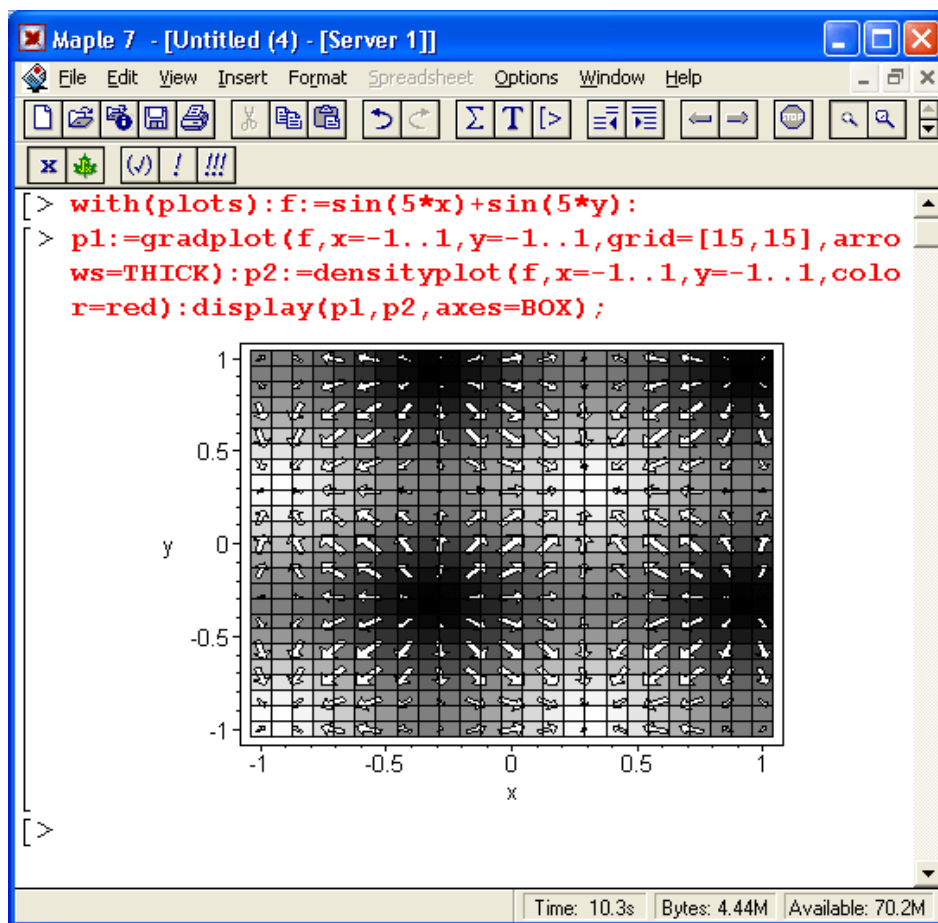 Maple 7 - [Untitled (4) - [Server 1]]
File Edit View Insert Format Spreadsheet Options Window Help
Σ T [>
STOP
x (√) ! !!!
[> with(plots):f:=sin(5*x)+sin(5*y):
> p1:=gradplot(f,x=-1..1,y=-1..1,grid=[15,15],arro
ws=THICK):p2:=densityplot(f,x=-1..1,y=-1..1,colo
r=red):display(p1,p2,axes=BOX);
1
0.5
y 0
-0.5
-1
-1 -0.5 0 0.5 1
x
[>
Time: 10.3s Bytes: 4.44M Available: 70.2M